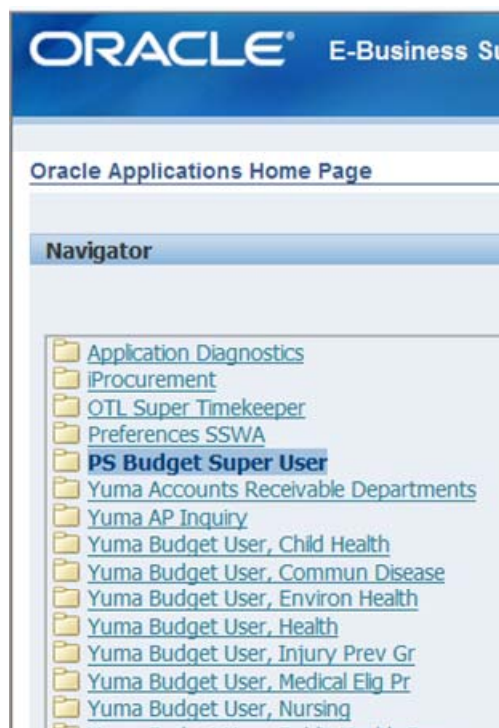 ORACLE® E-Business Su
Oracle Applications Home Page
Navigator
Application Diagnostics
iProcurement
OTL Super Timekeeper
Preferences SSWA
PS Budget Super User
Yuma Accounts Receivable Departments
Yuma AP Inquiry
Yuma Budget User, Child Health
Yuma Budget User, Commun Disease
Yuma Budget User, Environ Health
Yuma Budget User, Health
Yuma Budget User, Injury Prev Gr
Yuma Budget User, Medical Elig Pr
Yuma Budget User, Nursing